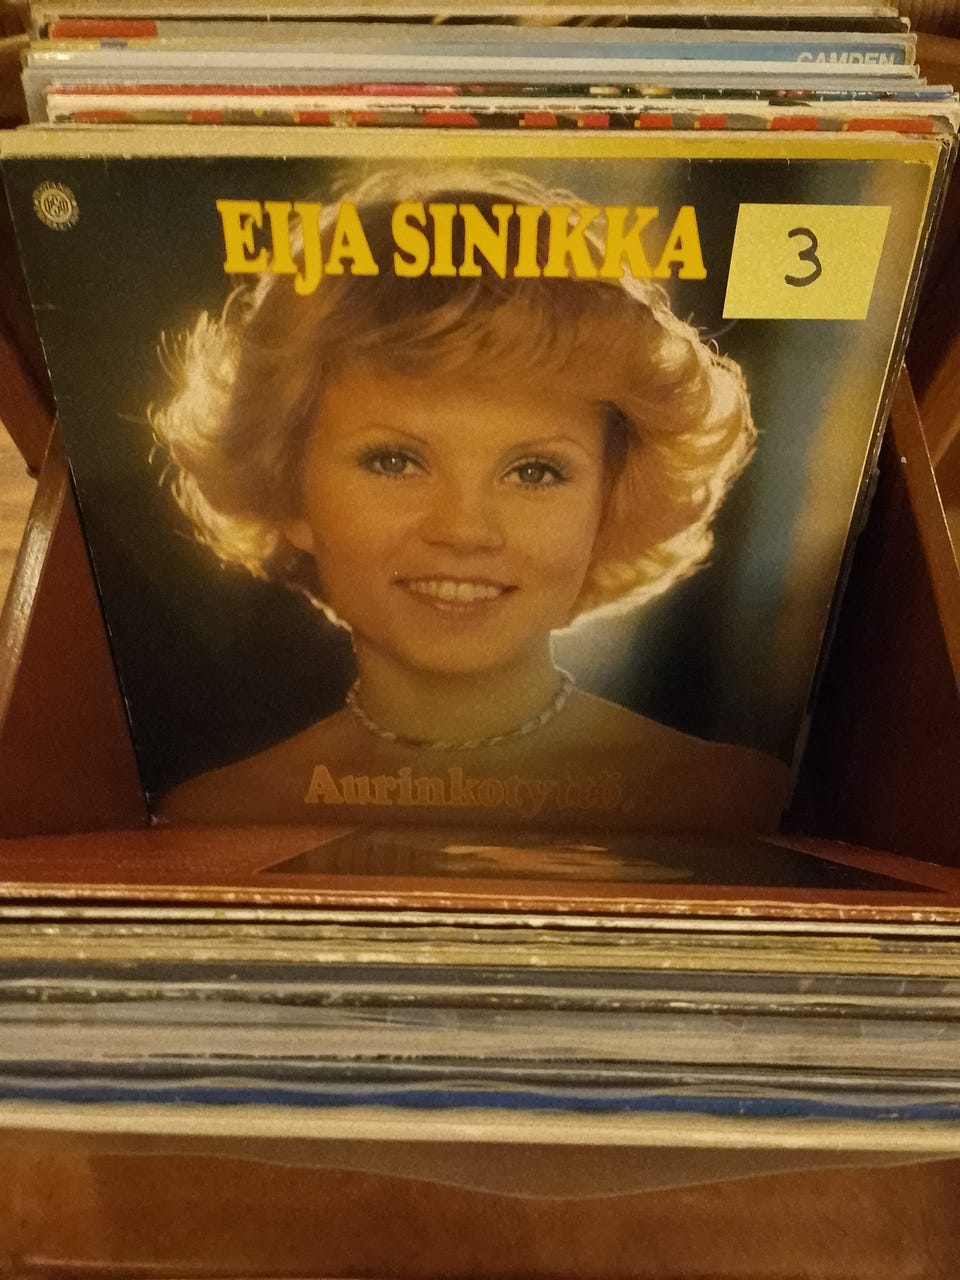 CAMDEN
EIJA SINIKKA
3
Aurinkotyttö